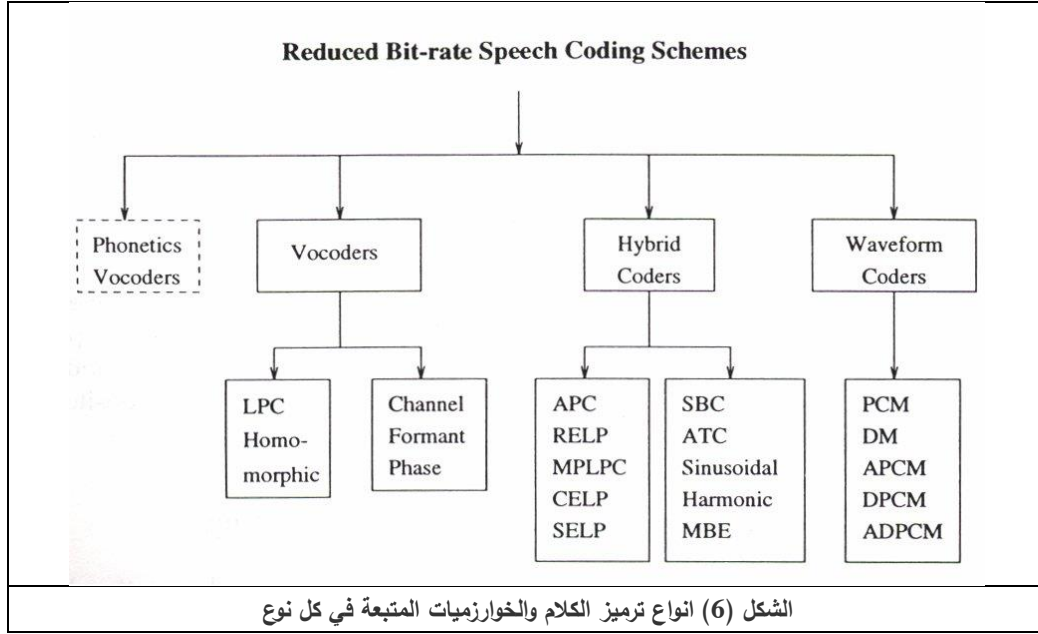 Reduced Bit-rate Speech Coding Schemes
Phonetics
Vocoders
Vocoders
Hybrid
Coders
Waveform
Coders
LPC
Homo-
morphic
Channel
Formant
Phase
APC
RELP
MPLPC
CELP
SELP
SBC
ATC
Sinusoidal
Harmonic
MBE
PCM
DM
APCM
DPCM
ADPCM
الشكل (6) انواع ترميز الكلام والخوارزميات المتبعة في كل نوع